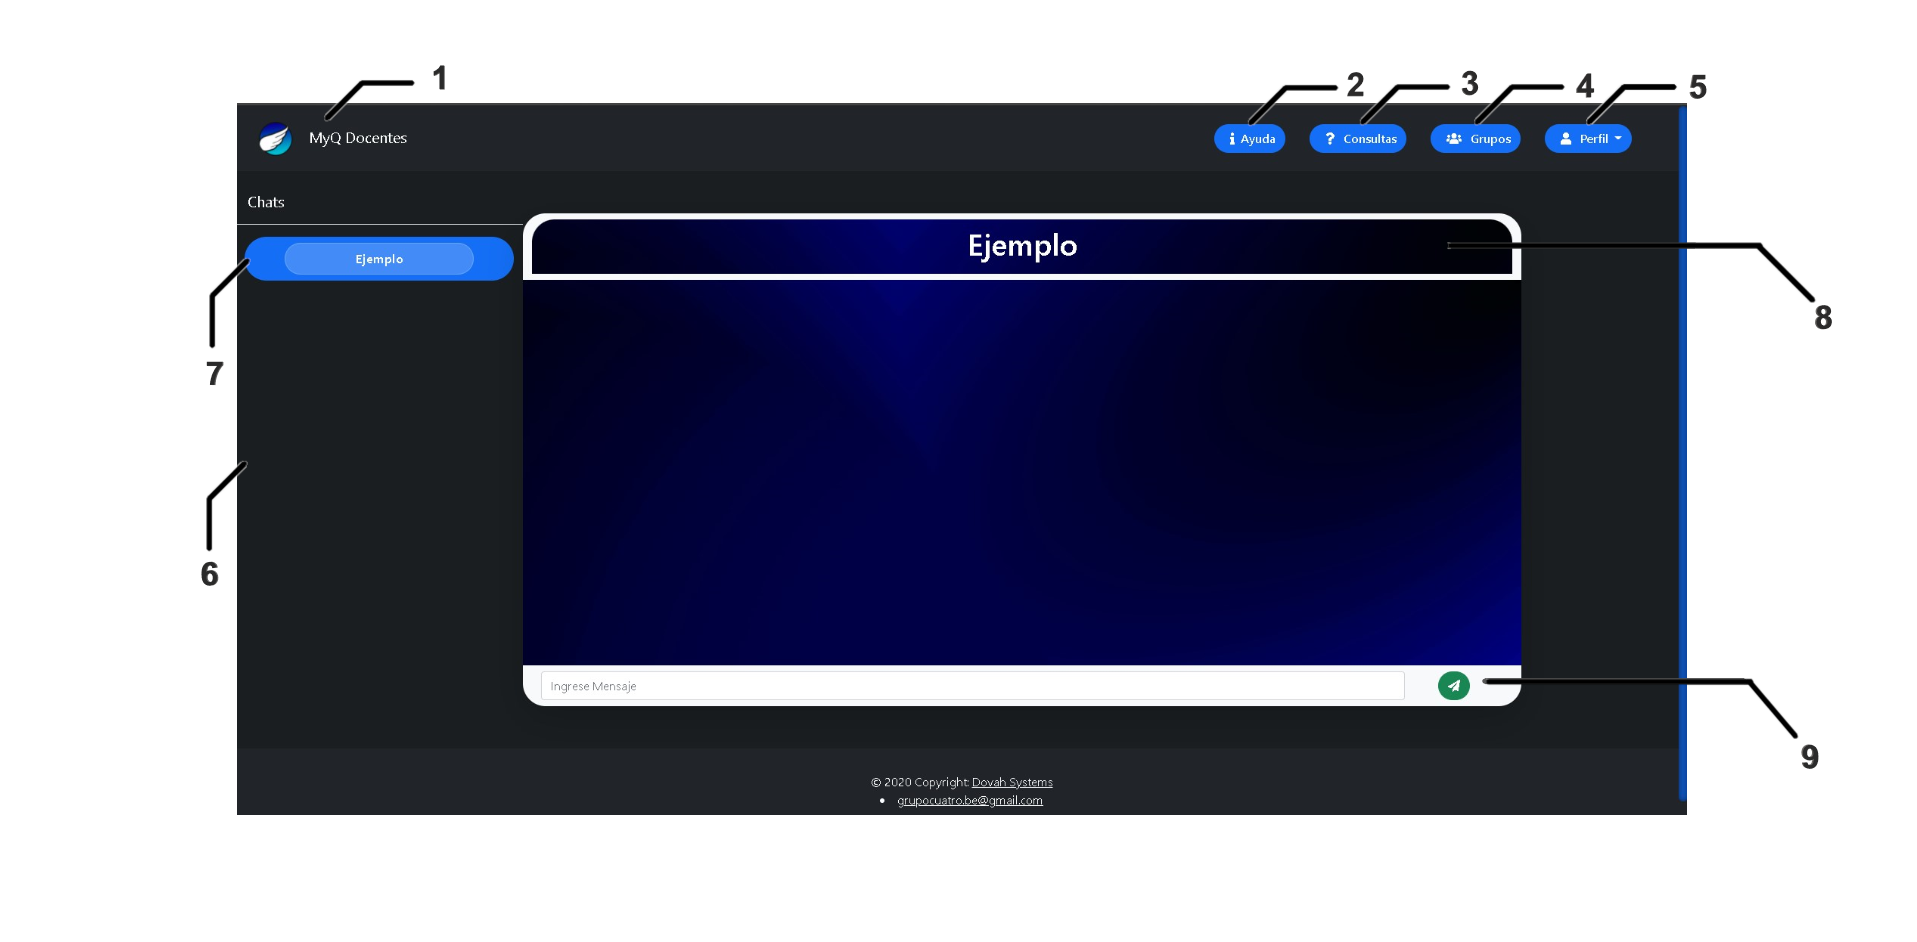 1
2
3
4
5
MyQ Docentes
Ayuda
Consultas
Grupos
Perfil
Chats
Ejemplo
Ejemplo
7
8
6
Ingrese Mensaje
9
© 2020 Copyright: Dovah Systems
• grupocuatro.be@gmail.com